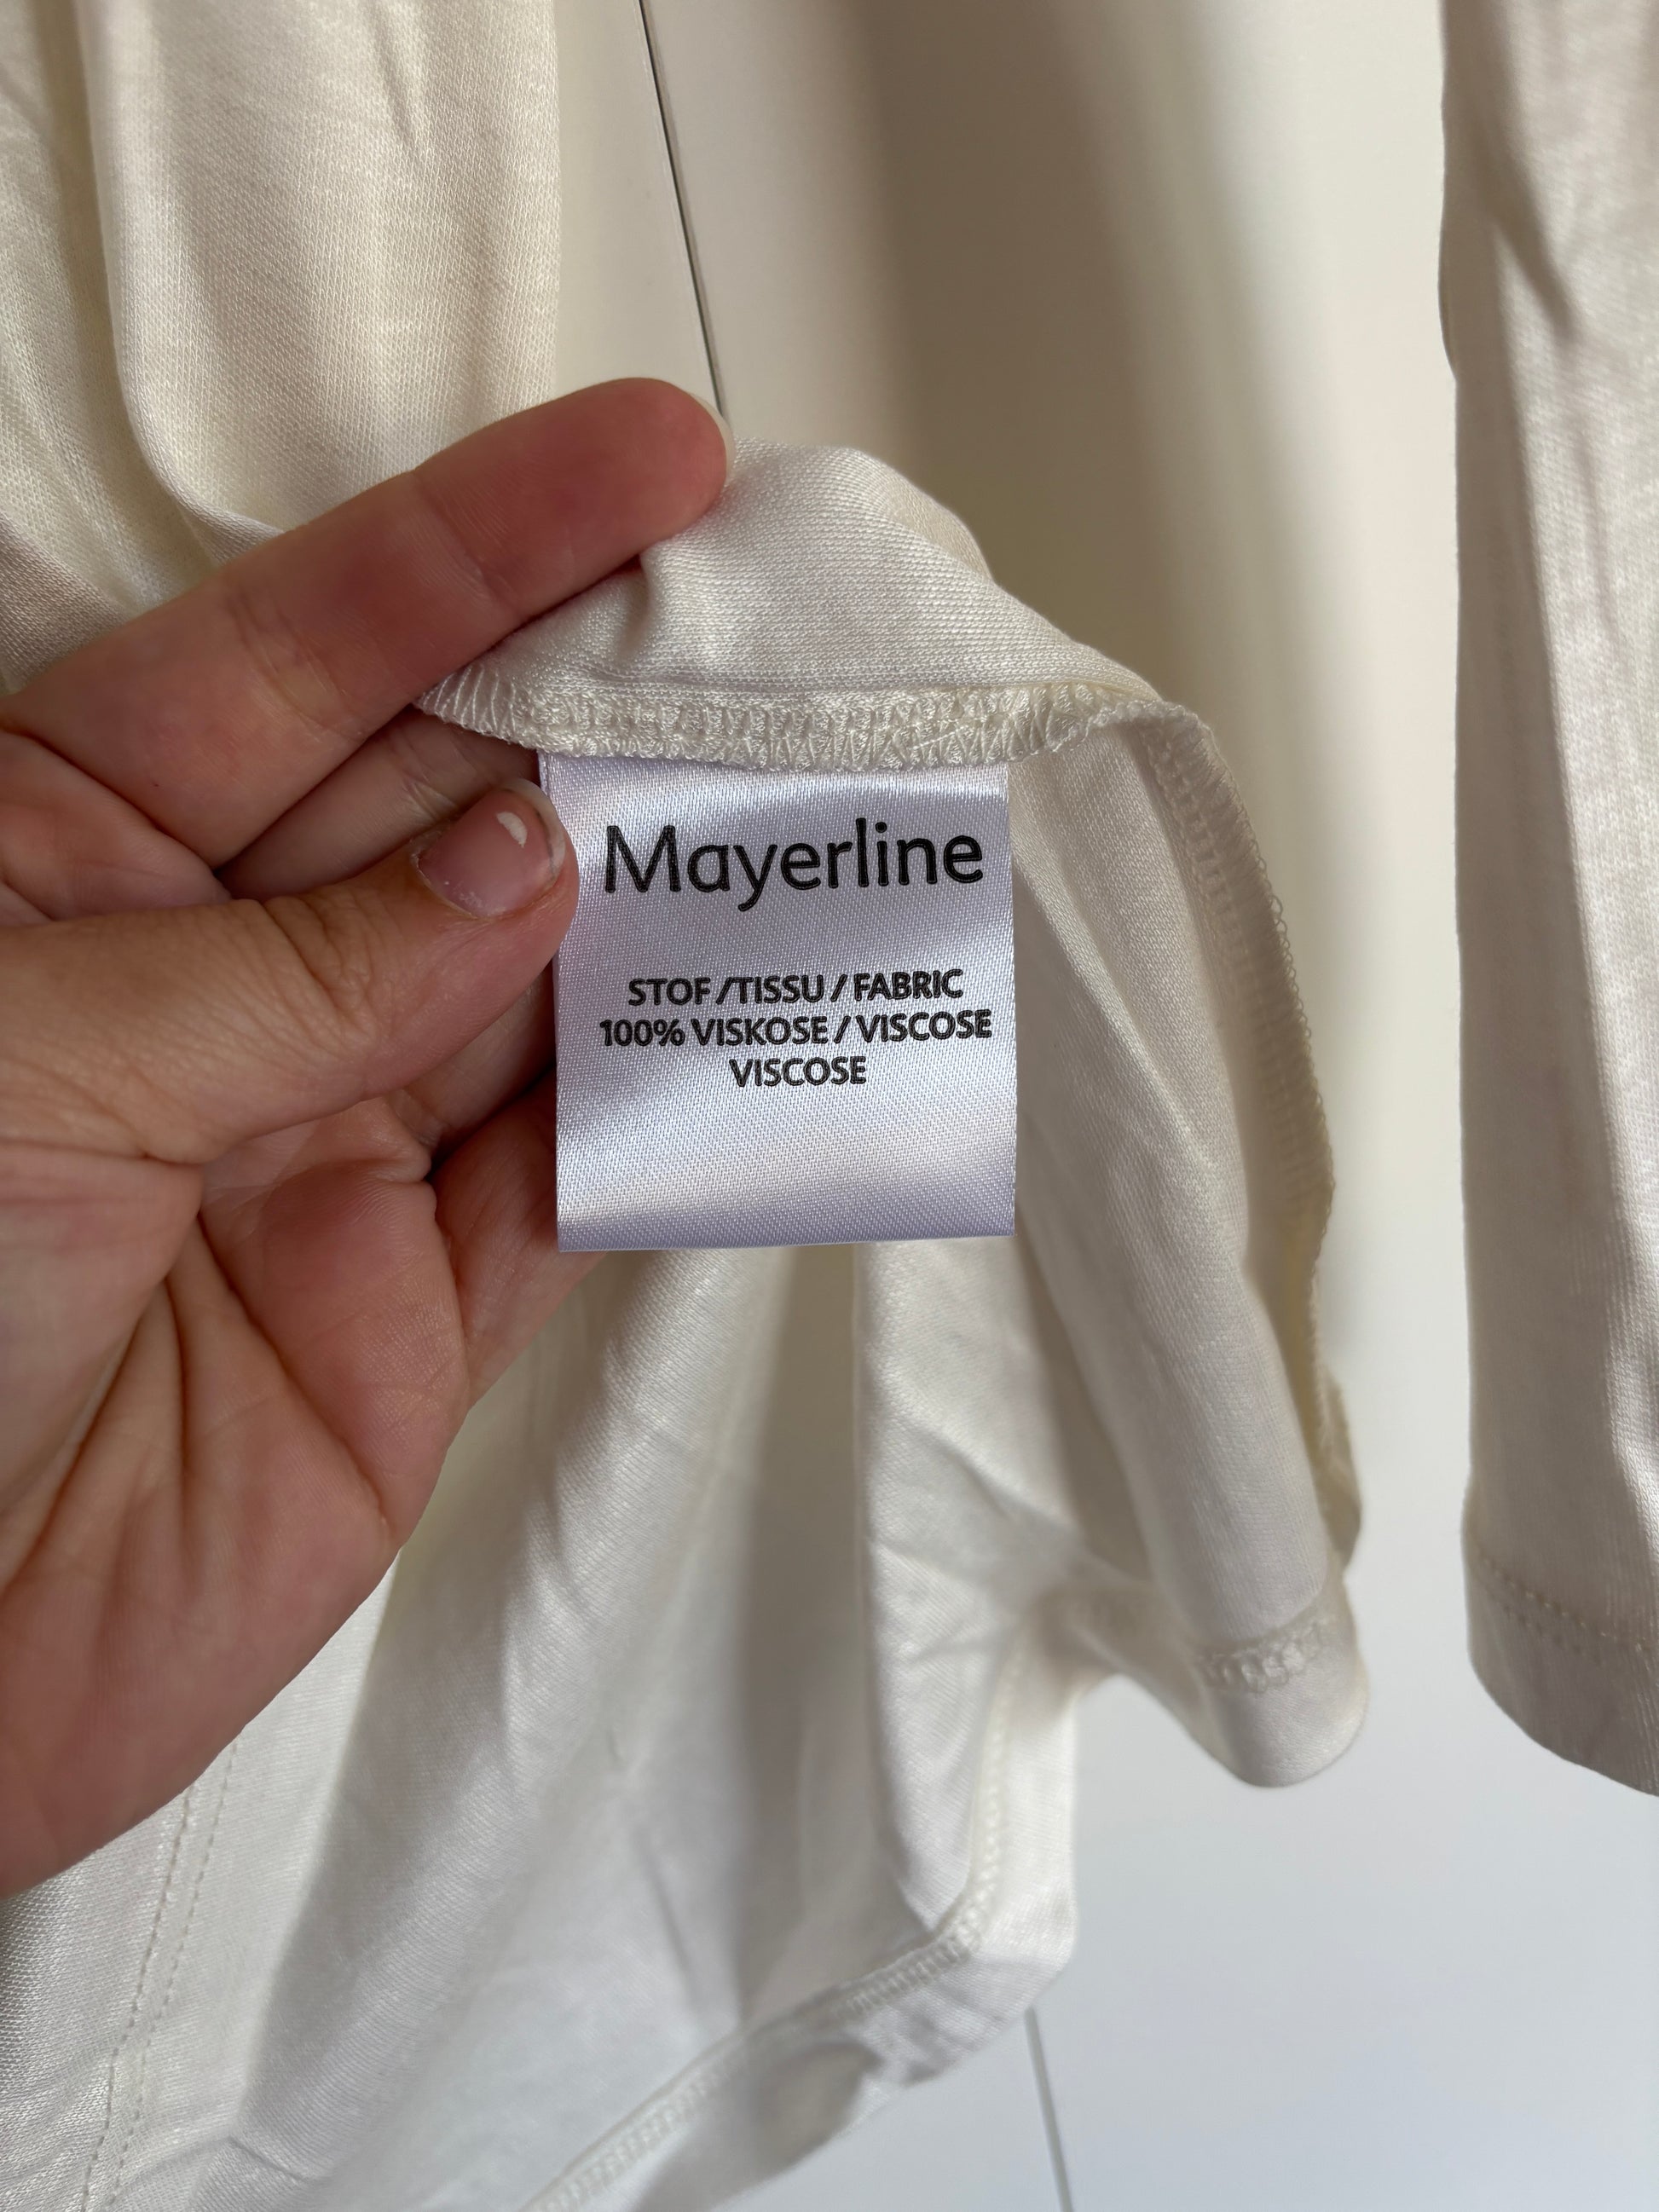 Mayerline
STOF /TISSU / FABRIC
100% VISKOSE / VISCOSE
VISCOSE